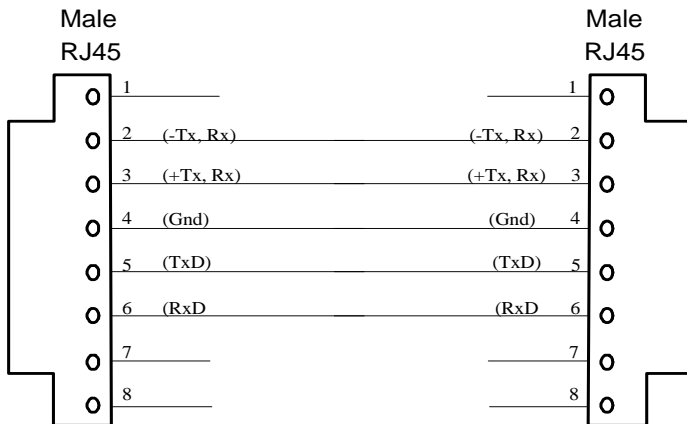 Male Male
RJ45 RJ45
1 1
2 (-Tx, Rx) (-Tx, Rx) 2
3 (+Tx, Rx) (+Tx, Rx) 3
4 (Gnd) (Gnd) 4
5 (TxD) (TxD) 5
6 (RxD (RxD 6
7 7
8 8